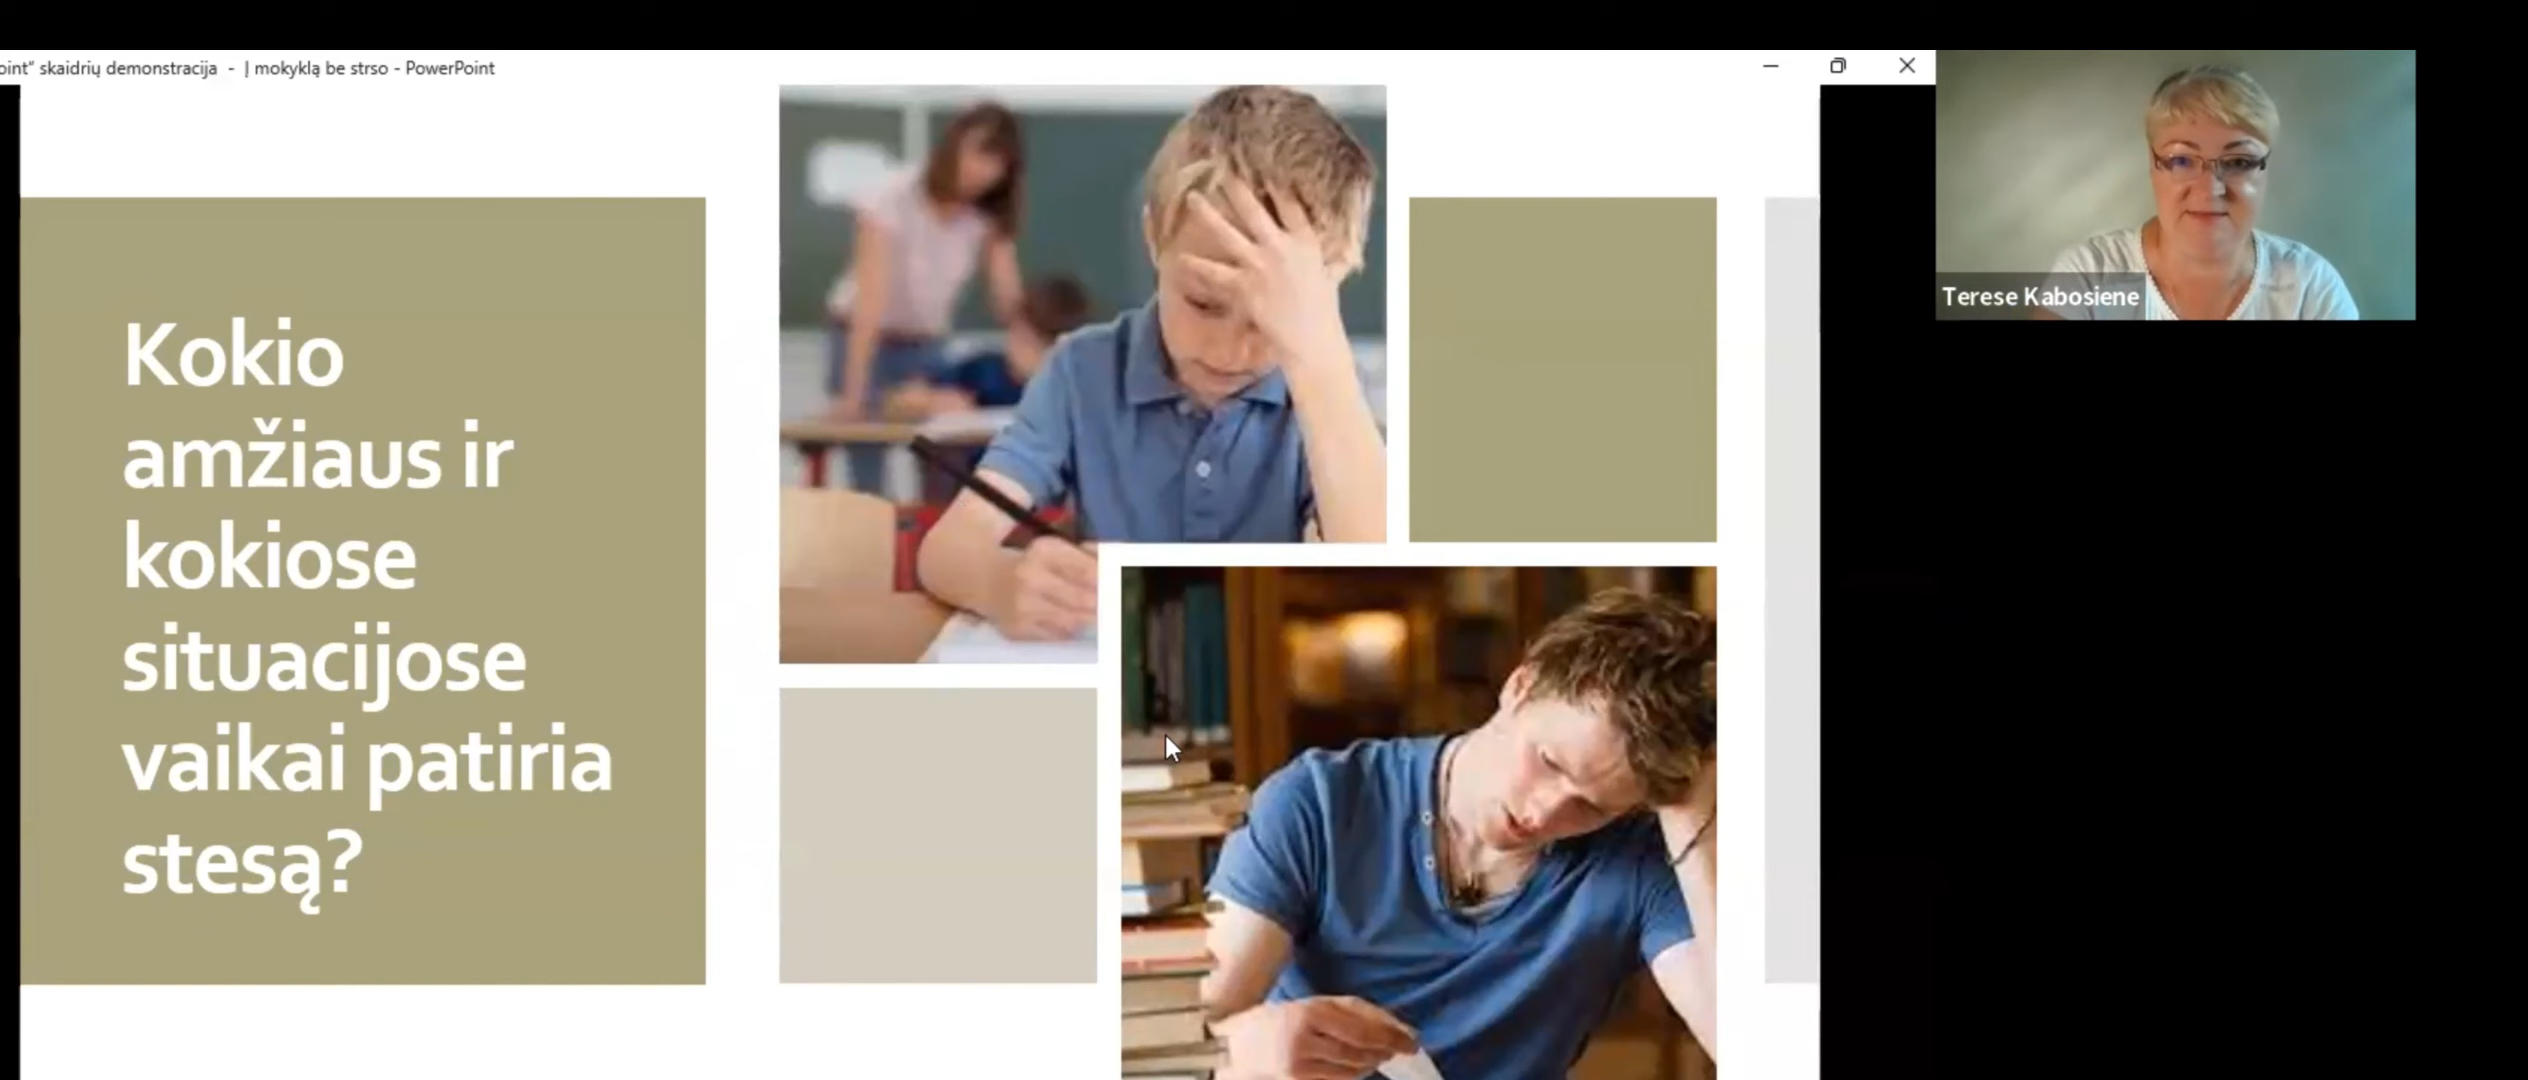 oint“ skaidrių demonstracija - Į mokyklą be strso - PowerPoint
Kokio
amžiaus ir
kokiose
situacijose
vaikai patiria
stesą?
Terese Kabosiene